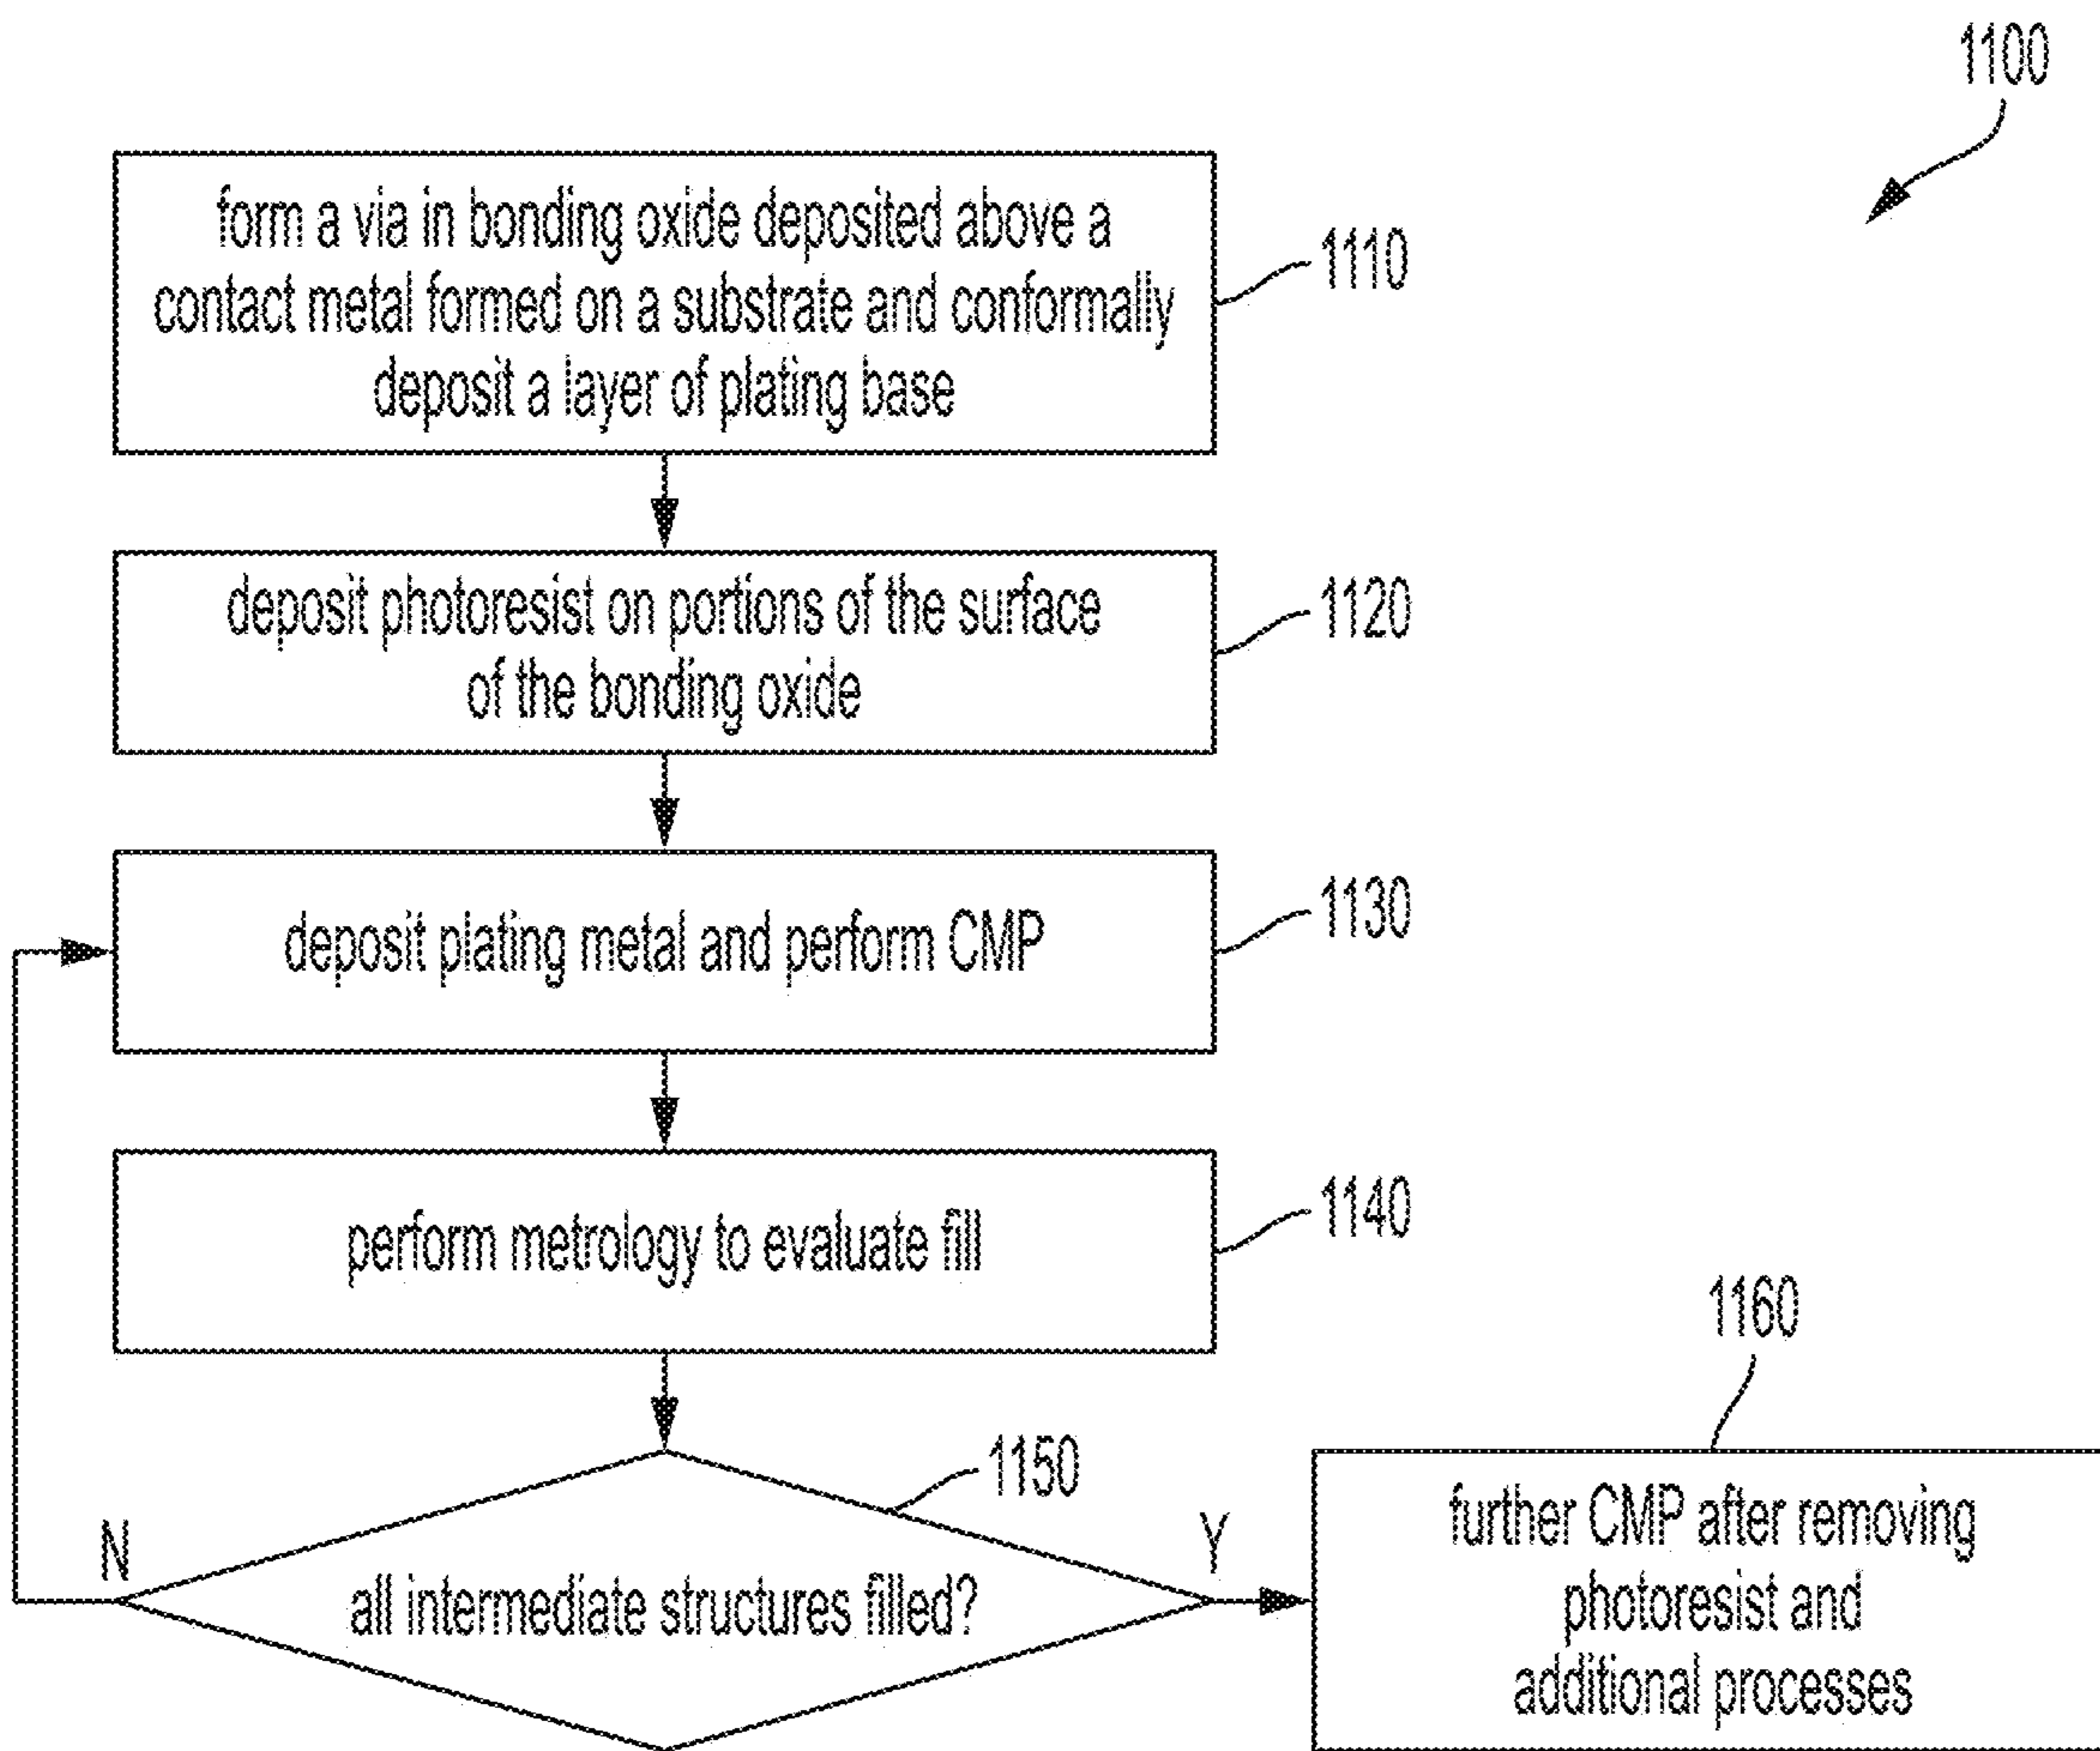 1100
form a via in bonding oxide deposited above a
contact metal formed on a substrate and conformally
deposit a layer of plating base
1110
deposit photoresist on portions of the surface
of the bonding oxide
1120
deposit plating metal and perform CMP
1130
perform metrology to evaluate fill
1140
1150
N
all intermediate structures filled?
Y
1160
further CMP after removing
photoresist and
additional processes